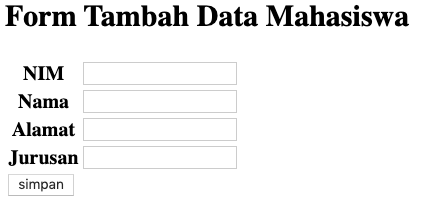 Form Tambah Data Mahasiswa
NIM
Nama
Alamat
Jurusan
simpan